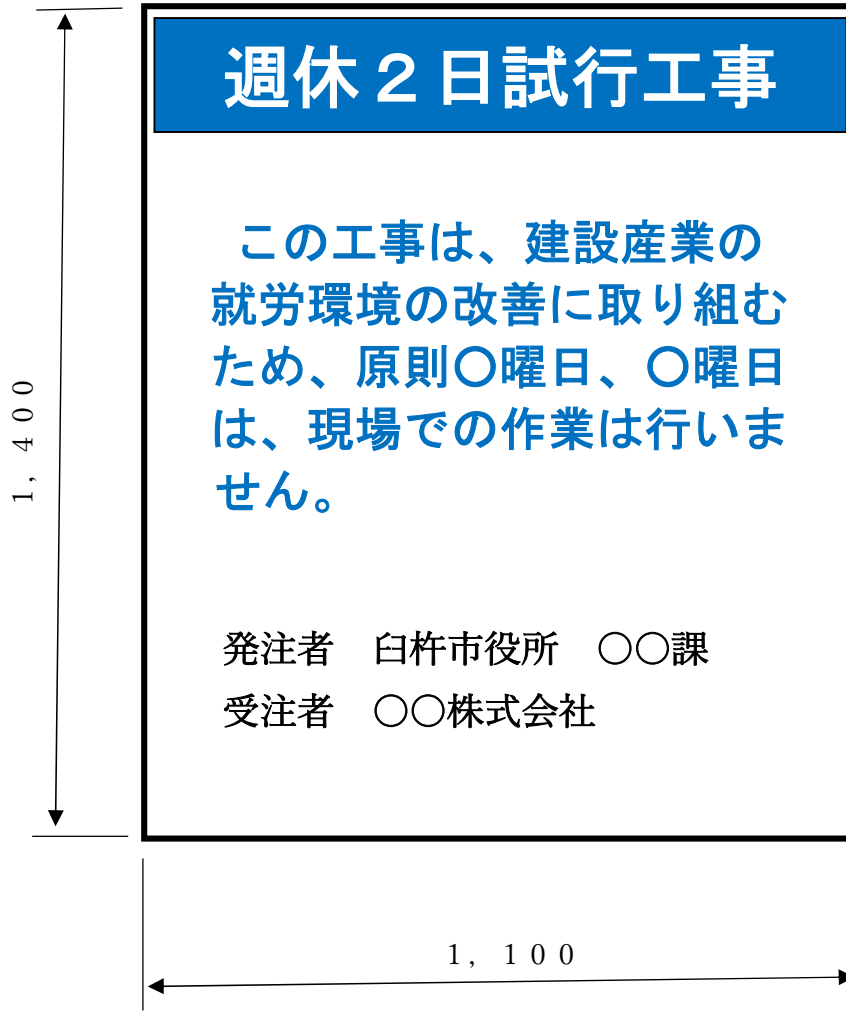 週休２日試行工事
この工事は、建設産業の
就労環境の改善に取り組む
ため、原則〇曜日、〇曜日
は、現場での作業は行いま
せん。
発注者　臼杵市役所　〇〇課
受注者　〇〇株式会社
１,４００
１,１００